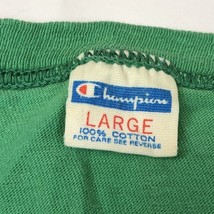 Champion
LARGE
100% COTTON
FOR CARE SEE REVERSE